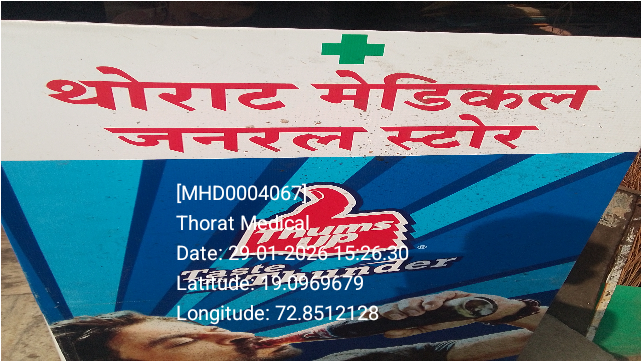 थोराट मेडिकल
जनरल स्टोर
[MHD0004067]
Thorat Medical
Thums Up
Date: 29-01-2026 15:26:30
Taste the Thunder
Latitude: 19.0969679
Longitude: 72.8512128